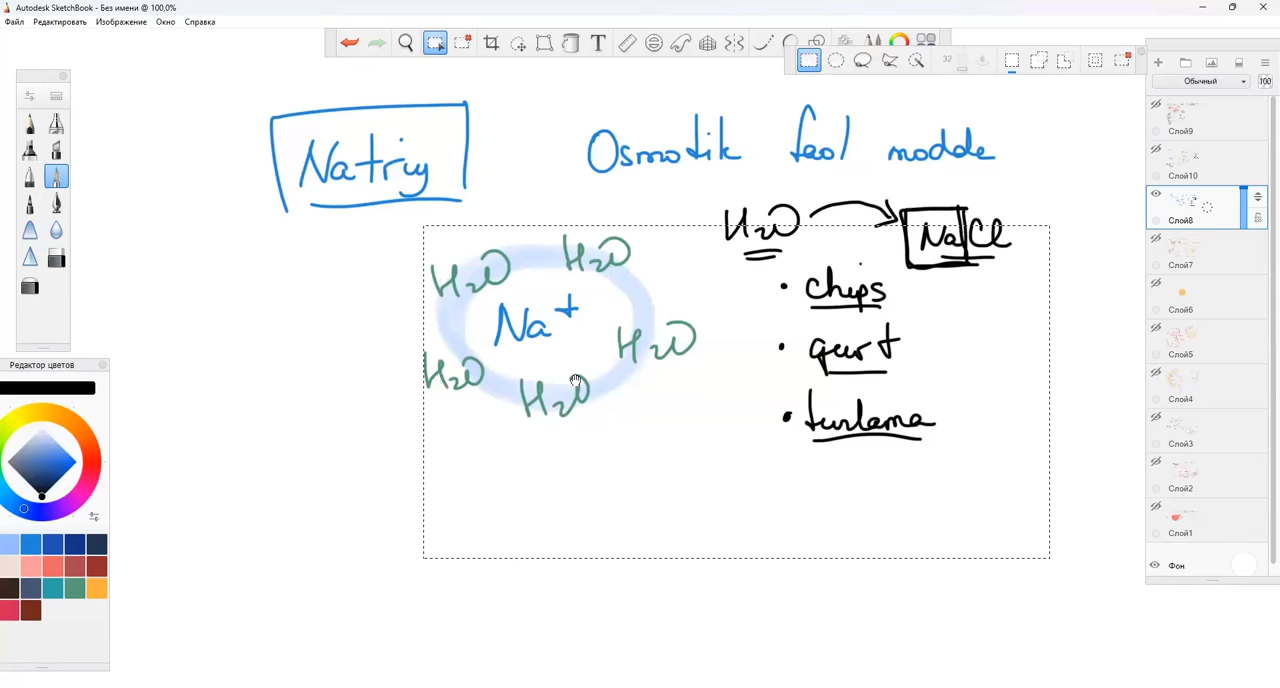 Autodesk SketchBook - Без имени @ 100,0%
Файл Редактировать Изображение Окно Справка
32
Обычный 100
Natriy
Osmotik faol modda
H₂O NaCl
H₂O H₂O
Na⁺
H₂O
H₂O H₂O
• chips
• qurt
• turlama
Слой9
Слой10
Слой8
Слой7
Слой6
Слой5
Слой4
Слой3
Слой2
Слой1
Фон
Редактор цветов